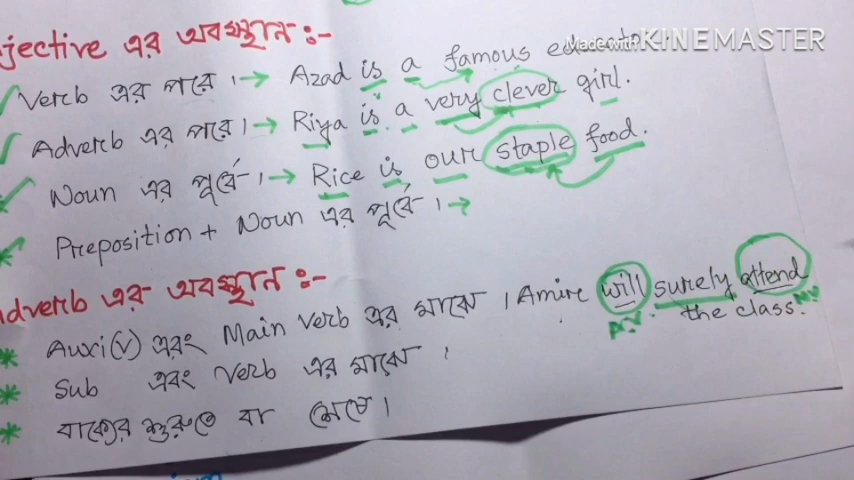 jective এর অবস্থান:-
Verb এর পরে। → Azad is a famous
Made with KINEMASTER
Adverb এর পরে। → Riya is a very clever girl.
Noun এর পূর্বে। → Rice is our staple food.
Preposition + Noun এর পূর্বে। →
Adverb এর অবস্থান:-
* Auxi(v) এবং Main verb এর মাঝে। Amire will surely attend
the class.
A.V. M.V
* Sub এবং Verb এর মাঝে।
* বাক্যের শুরুতে বা শেষে।